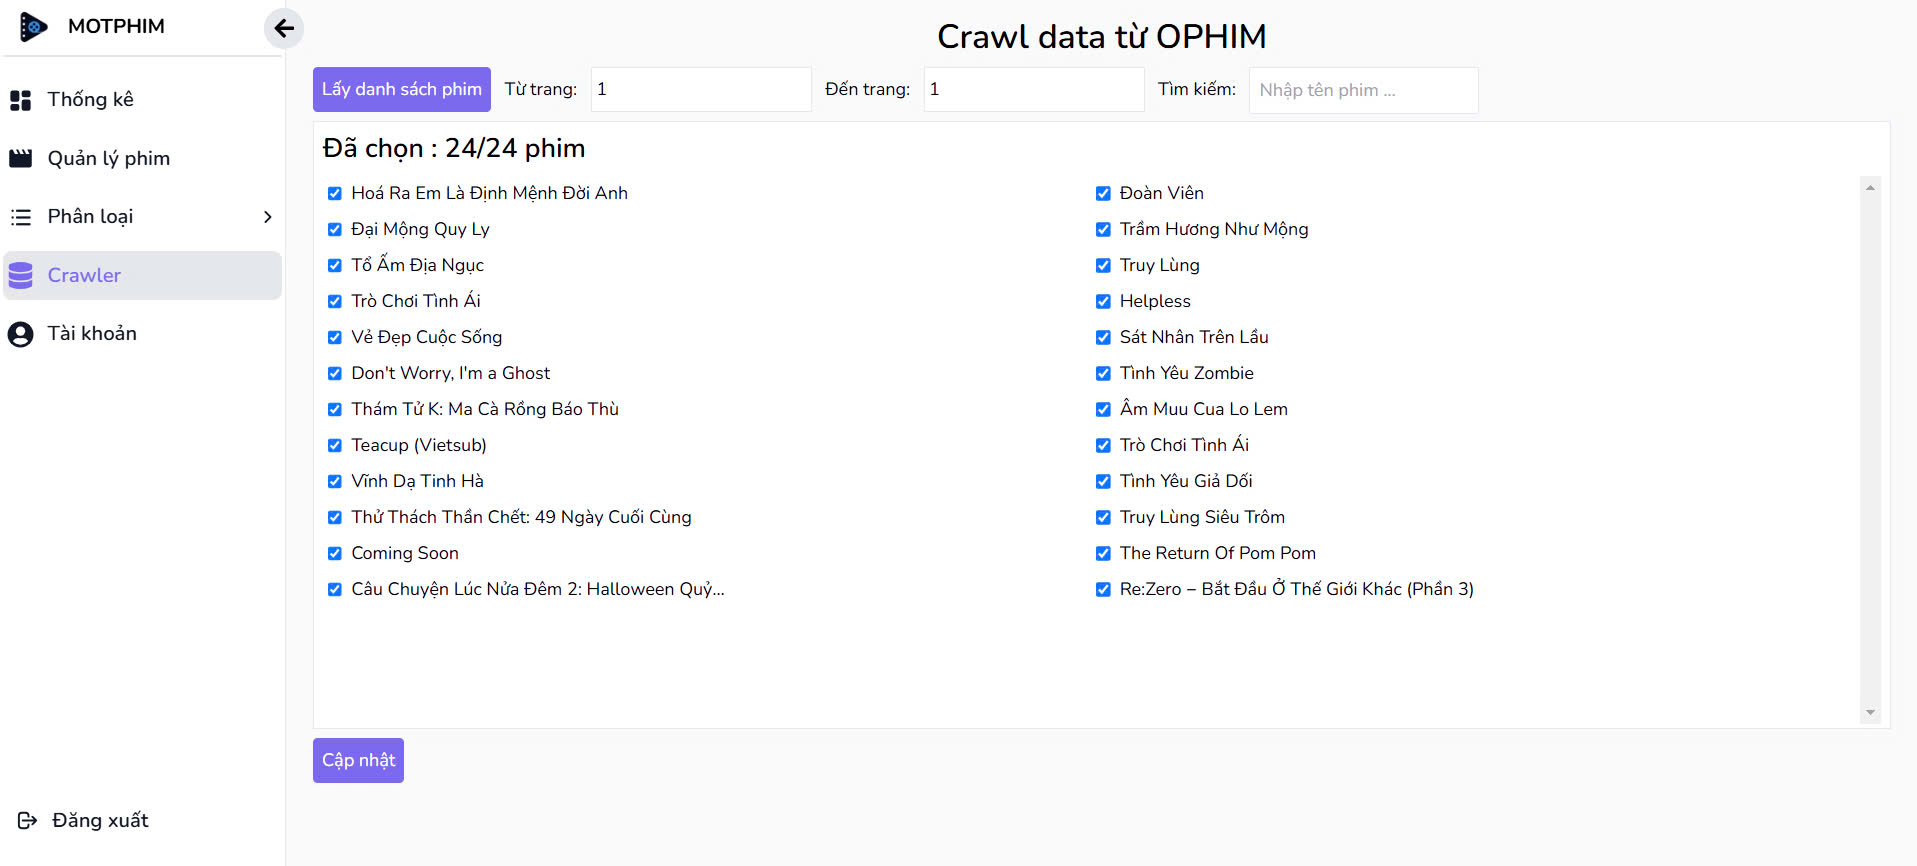 MOTPHIM
Thống kê
Quản lý phim
Phân loại
Crawler
Tài khoản
Đăng xuất
Crawl data từ OPHIM
Lấy danh sách phim Từ trang: 1 Đến trang: 1 Tìm kiếm: Nhập tên phim ...
Đã chọn : 24/24 phim
Hoá Ra Em Là Định Mệnh Đời Anh
Đoàn Viên
Đại Mộng Quy Ly
Trầm Hương Như Mộng
Tổ Ấm Địa Ngục
Truy Lùng
Trò Chơi Tình Ái
Helpless
Vẻ Đẹp Cuộc Sống
Sát Nhân Trên Lầu
Don't Worry, I'm a Ghost
Tình Yêu Zombie
Thám Tử K: Ma Cà Rồng Báo Thù
Âm Muu Cua Lo Lem
Teacup (Vietsub)
Trò Chơi Tình Ái
Vĩnh Dạ Tinh Hà
Tình Yêu Giả Dối
Thử Thách Thần Chết: 49 Ngày Cuối Cùng
Truy Lùng Siêu Trộm
Coming Soon
The Return Of Pom Pom
Câu Chuyện Lúc Nửa Đêm 2: Halloween Quỷ...
Re:Zero – Bắt Đầu Ở Thế Giới Khác (Phần 3)
Cập nhật